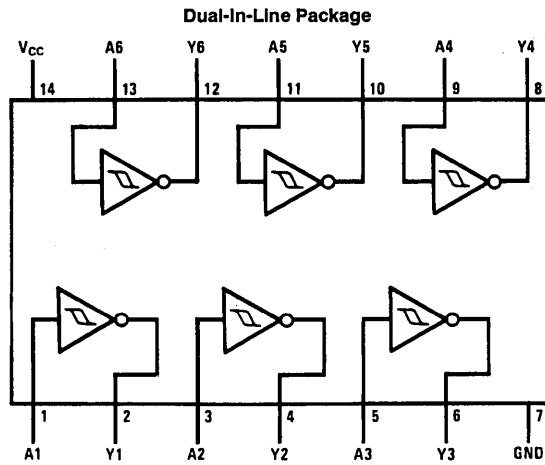 Dual-In-Line Package
VCC A6 Y6 A5 Y5 A4 Y4
14 13 12 11 10 9 8
1 2 3 4 5 6 7
A1 Y1 A2 Y2 A3 Y3 GND